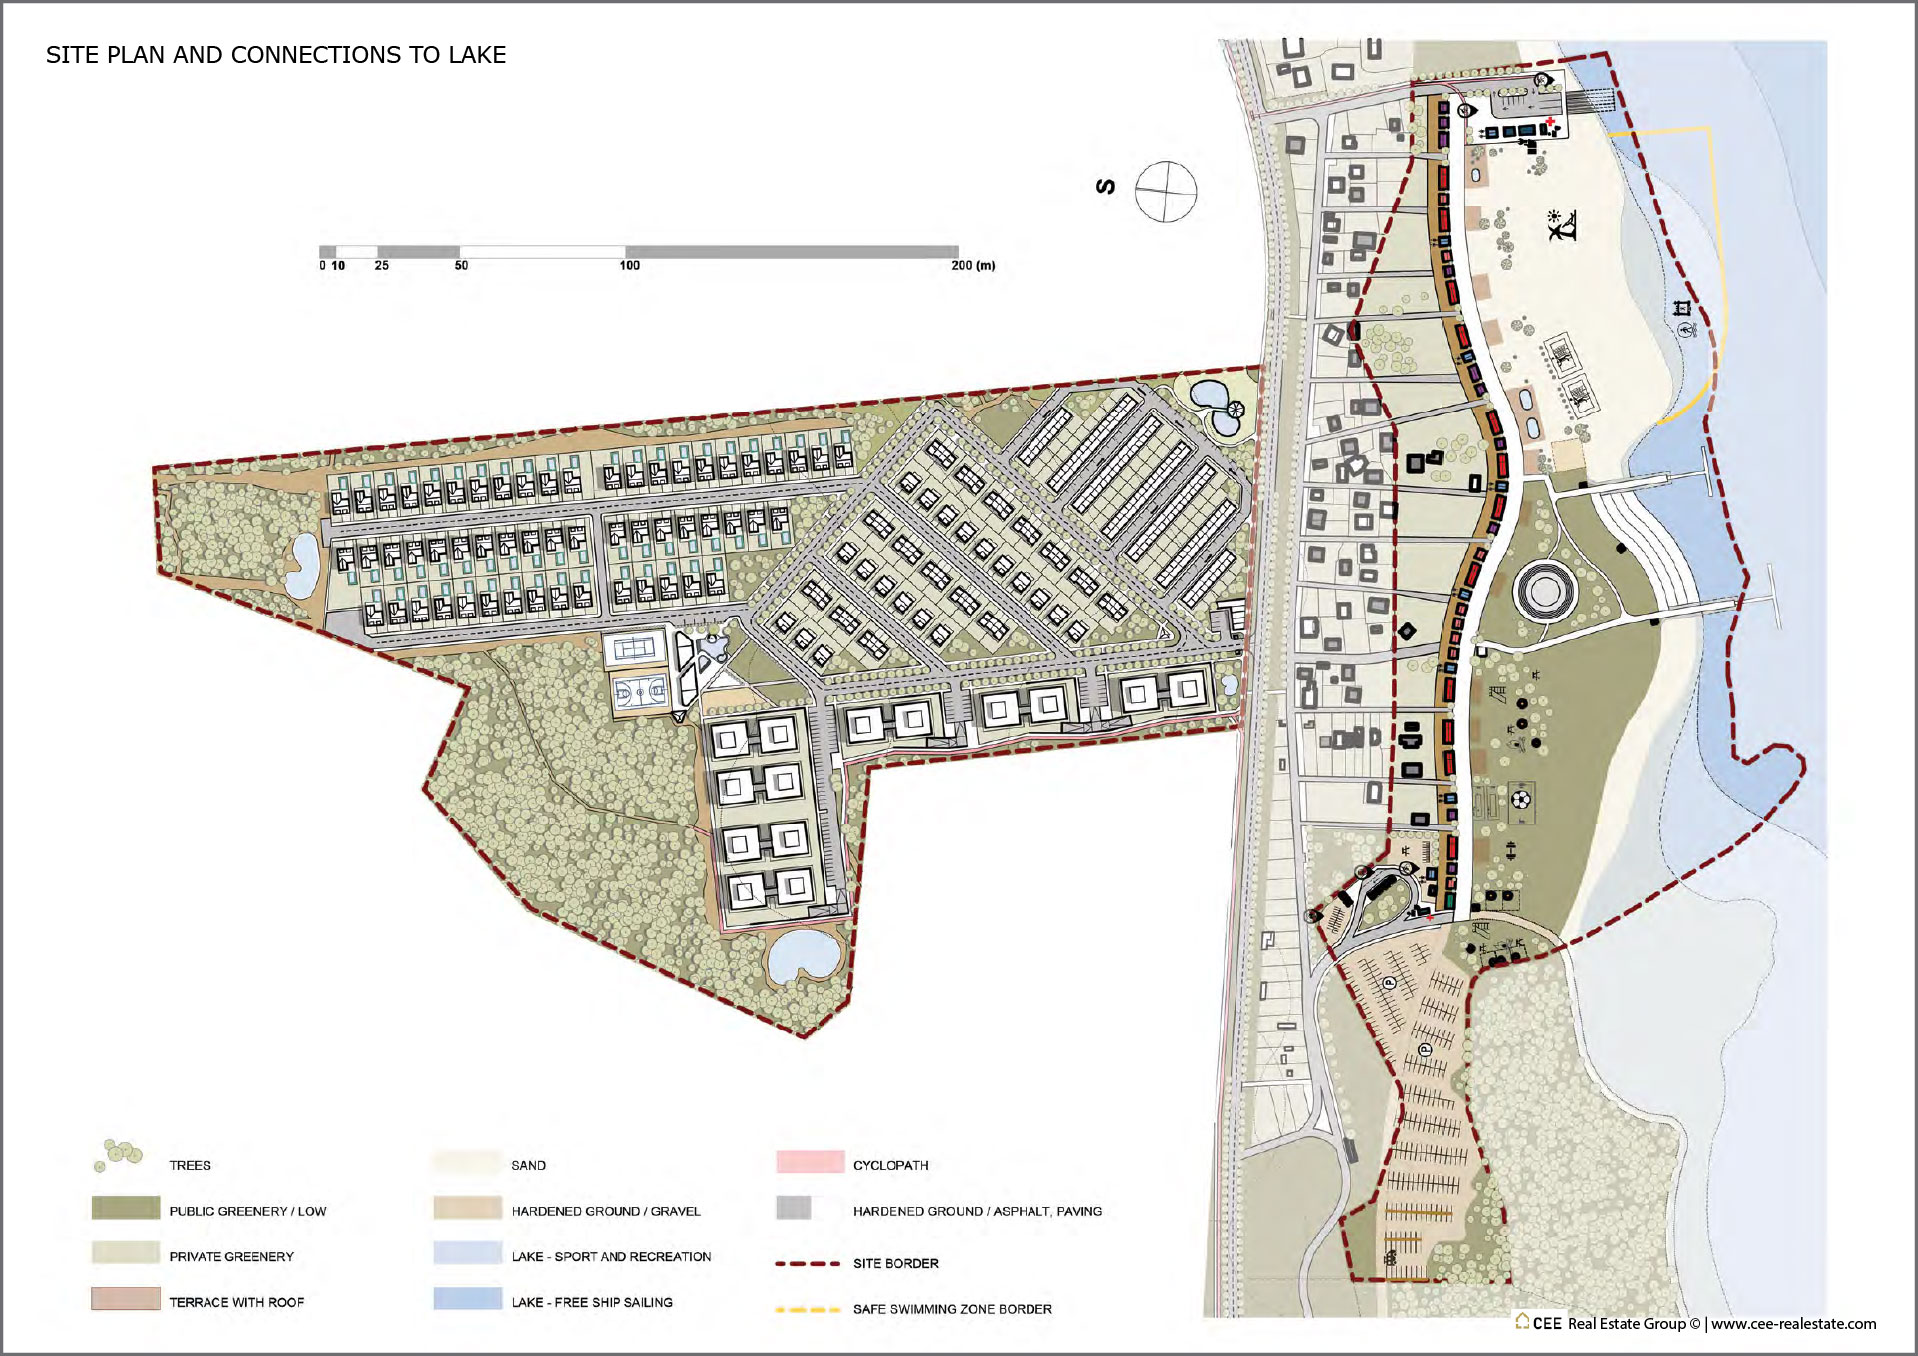 SITE PLAN AND CONNECTIONS TO LAKE
S
0 10 25 50 100 200 (m)
P
P
TREES
PUBLIC GREENERY / LOW
PRIVATE GREENERY
TERRACE WITH ROOF
SAND
HARDENED GROUND / GRAVEL
LAKE - SPORT AND RECREATION
LAKE - FREE SHIP SAILING
CYCLOPATH
HARDENED GROUND / ASPHALT, PAVING
SITE BORDER
SAFE SWIMMING ZONE BORDER
CEE Real Estate Group © | www.cee-realestate.com